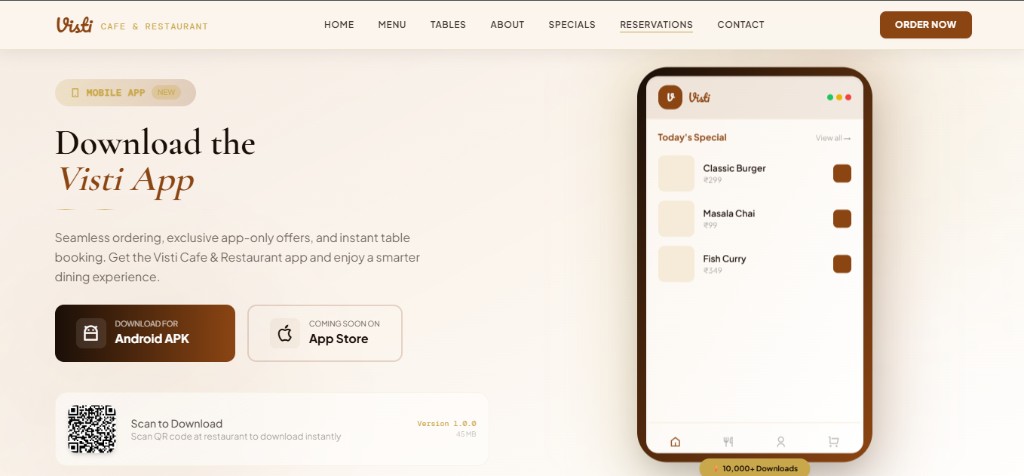 Visti CAFE & RESTAURANT
HOME MENU TABLES ABOUT SPECIALS RESERVATIONS CONTACT
ORDER NOW
MOBILE APP NEW
Download the
Visti App
Seamless ordering, exclusive app-only offers, and instant table
booking. Get the Visti Cafe & Restaurant app and enjoy a smarter
dining experience.
DOWNLOAD FOR
Android APK
COMING SOON ON
App Store
Scan to Download
Scan QR code at restaurant to download instantly
Version 1.0.0
45 MB
V Visti
Today's Special
View all →
Classic Burger
₹299
Masala Chai
₹99
Fish Curry
₹349
10,000+ Downloads